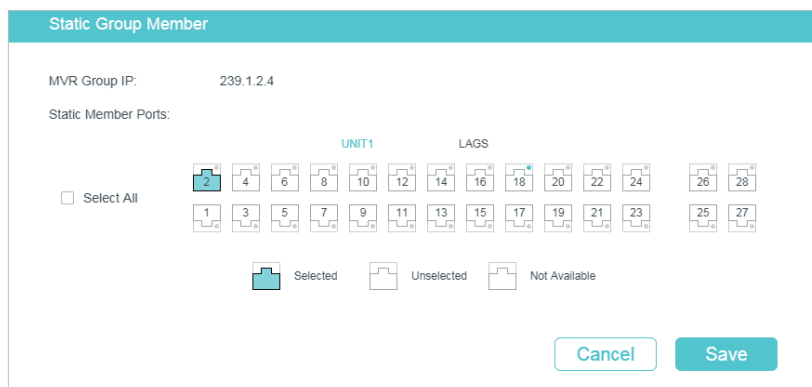 Static Group Member
MVR Group IP: 239.1.2.4
Static Member Ports:
UNIT1 LAGS
2 4 6 8 10 12 14 16 18 20 22 24 26 28
Select All
1 3 5 7 9 11 13 15 17 19 21 23 25 27
Selected Unselected Not Available
Cancel Save